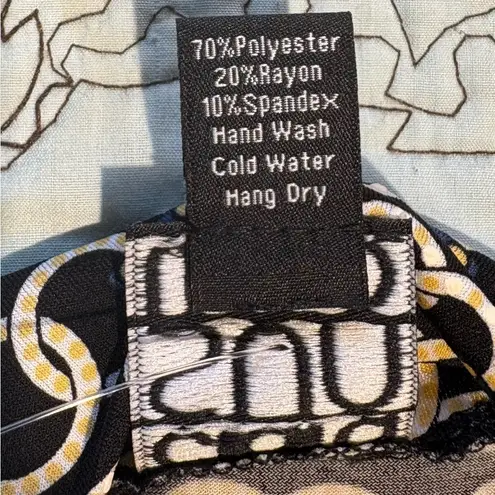 70%Polyester
20%Rayon
10%Spandex
Hand Wash
Cold Water
Hang Dry